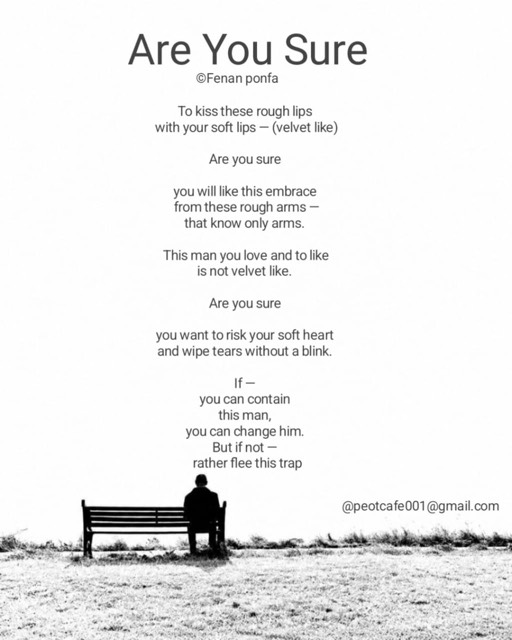 Are You Sure
©Fenan ponfa
To kiss these rough lips
with your soft lips — (velvet like)
Are you sure
you will like this embrace
from these rough arms —
that know only arms.
This man you love and to like
is not velvet like.
Are you sure
you want to risk your soft heart
and wipe tears without a blink.
If —
you can contain
this man,
you can change him.
But if not —
rather flee this trap
@peotcafe001@gmail.com